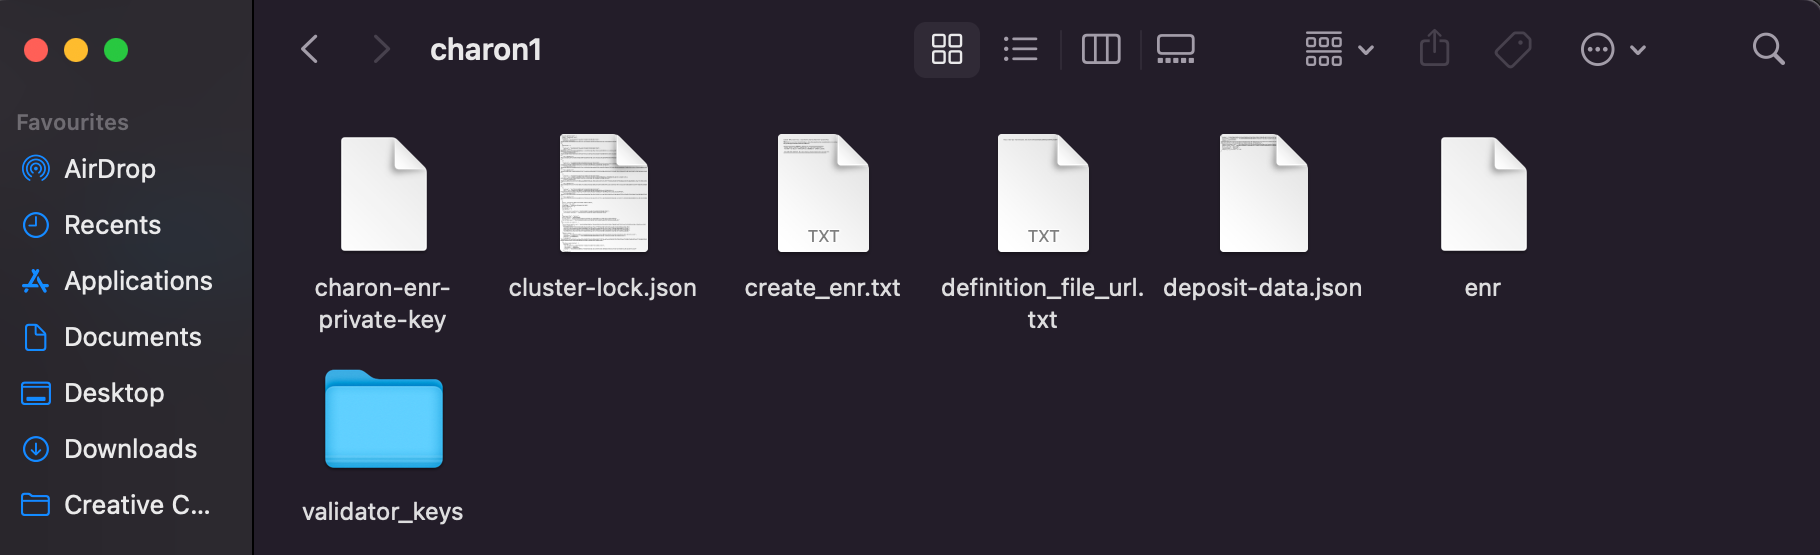 charon1
Favourites
AirDrop
Recents
Applications
Documents
Desktop
Downloads
Creative C...
charon-enr-
private-key
cluster-lock.json
TXT
create_enr.txt
TXT
definition_file_url.
txt
deposit-data.json
enr
validator_keys